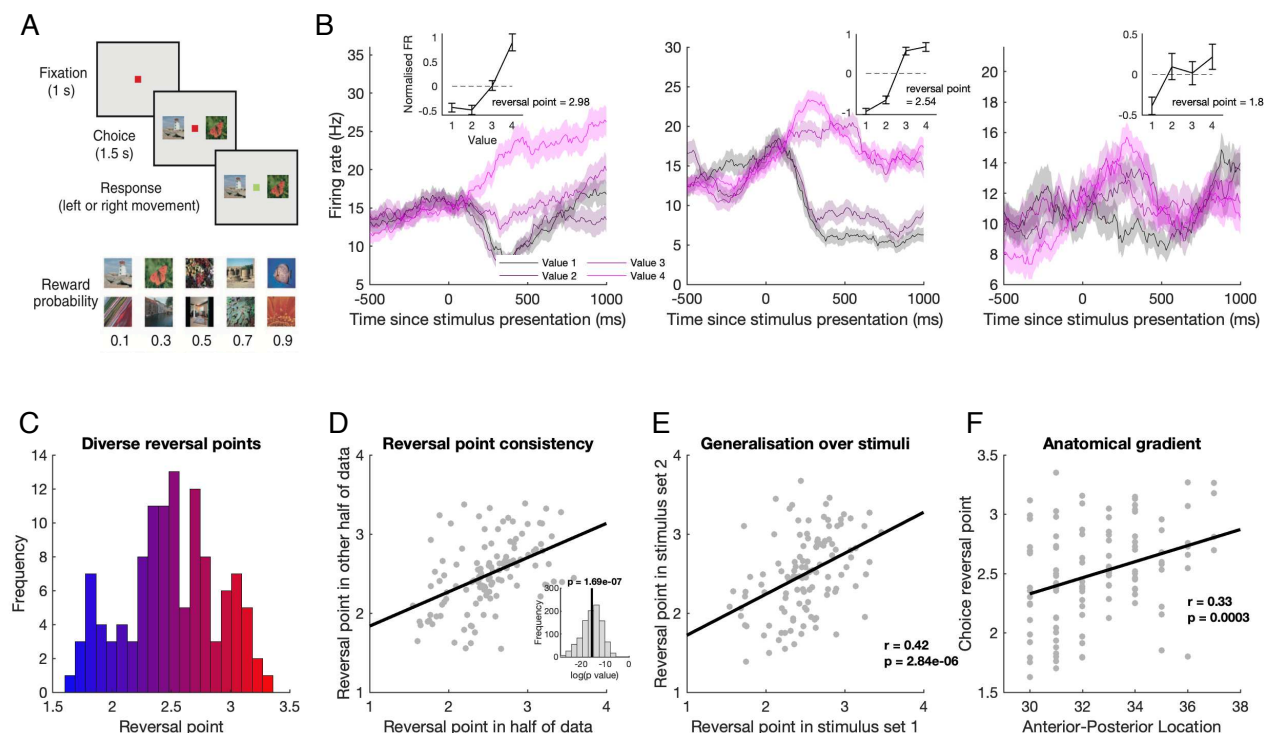 A
Fixation
(1 s)
Choice
(1.5 s)
Response
(left or right movement)
Reward
probability
0.1 0.3 0.5 0.7 0.9
B
Firing rate (Hz)
35
30
25
20
15
10
5
-500 0 500 1000
Time since stimulus presentation (ms)
Normalised FR
1
0.5
0
-0.5
1 2 3 4
Value
reversal point = 2.98
Value 1
Value 2
Value 3
Value 4
30
25
20
15
10
5
0
-500 0 500 1000
Time since stimulus presentation (ms)
1
0
-1
1 2 3 4
reversal point
= 2.54
20
18
16
14
12
10
8
6
-500 0 500 1000
Time since stimulus presentation (ms)
0.5
0
-0.5
1 2 3 4
reversal point = 1.8
C
Diverse reversal points
Frequency
14
12
10
8
6
4
2
0
1.5 2 2.5 3 3.5
Reversal point
D
Reversal point consistency
Reversal point in other half of data
4
3
2
1
1 2 3 4
Reversal point in half of data
p = 1.69e-07
Frequency
300
200
100
0
-20 -10 0
log(p value)
E
Generalisation over stimuli
Reversal point in stimulus set 2
4
3
2
1
1 2 3 4
Reversal point in stimulus set 1
r = 0.42
p = 2.84e-06
F
Anatomical gradient
Choice reversal point
3.5
3
2.5
2
1.5
30 32 34 36 38
Anterior-Posterior Location
r = 0.33
p = 0.0003